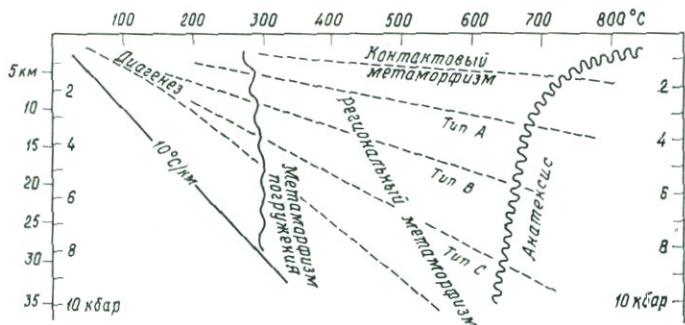 100 200 300 400 500 600 700 800°C
Контактовый
метаморфизм
Диагенез
5 км
10
15
20
25
30
35
2
4
6
8
10 кбар
10°С/км
Метаморфизм
погружения
Региональный метаморфизм
Тип А
Тип В
Тип С
Анатексис
2
4
6
8
10 кбар